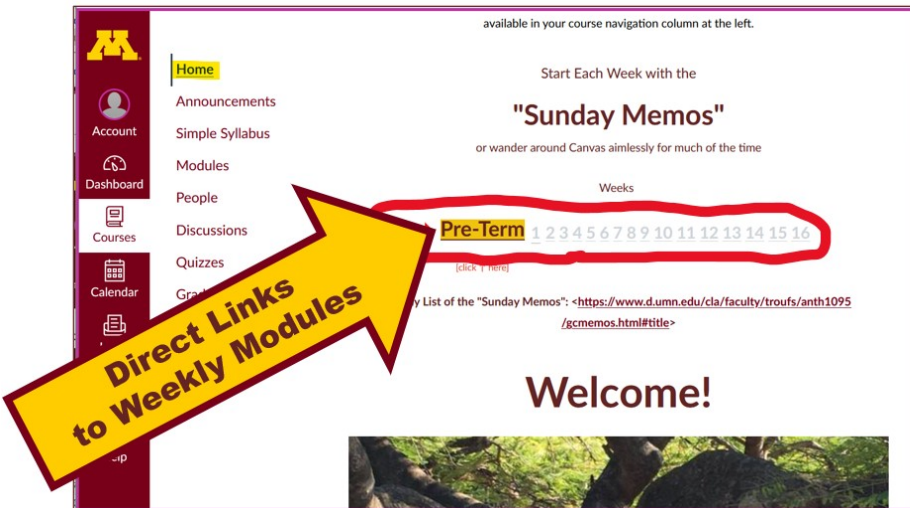 available in your course navigation column at the left.
Home
Announcements
Simple Syllabus
Modules
People
Discussions
Quizzes
Account
Dashboard
Courses
Calendar
Start Each Week with the
"Sunday Memos"
or wander around Canvas aimlessly for much of the time
Weeks
Pre-Term 1 2 3 4 5 6 7 8 9 10 11 12 13 14 15 16
[click ↑ here]
List of the "Sunday Memos": <https://www.d.umn.edu/cla/faculty/troufs/anth1095
/gcmemos.html#title>
Direct Links
to Weekly Modules
Welcome!